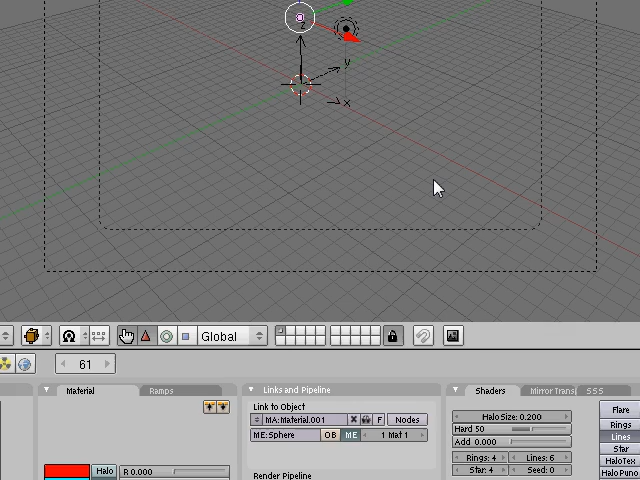 z
y
x
Global
61
Material Ramps Links and Pipeline Shaders Mirror Trans SSS
Link to Object
MA:Material.001 F Nodes
ME:Sphere OB ME 1 Mat 1
Render Pipeline
Halo R 0.000
HaloSize: 0.200
Hard 50
Add 0.000
Rings: 4 Lines: 6
Star: 4 Seed: 0
Flare
Rings
Lines
Star
HaloTex
HaloPuno